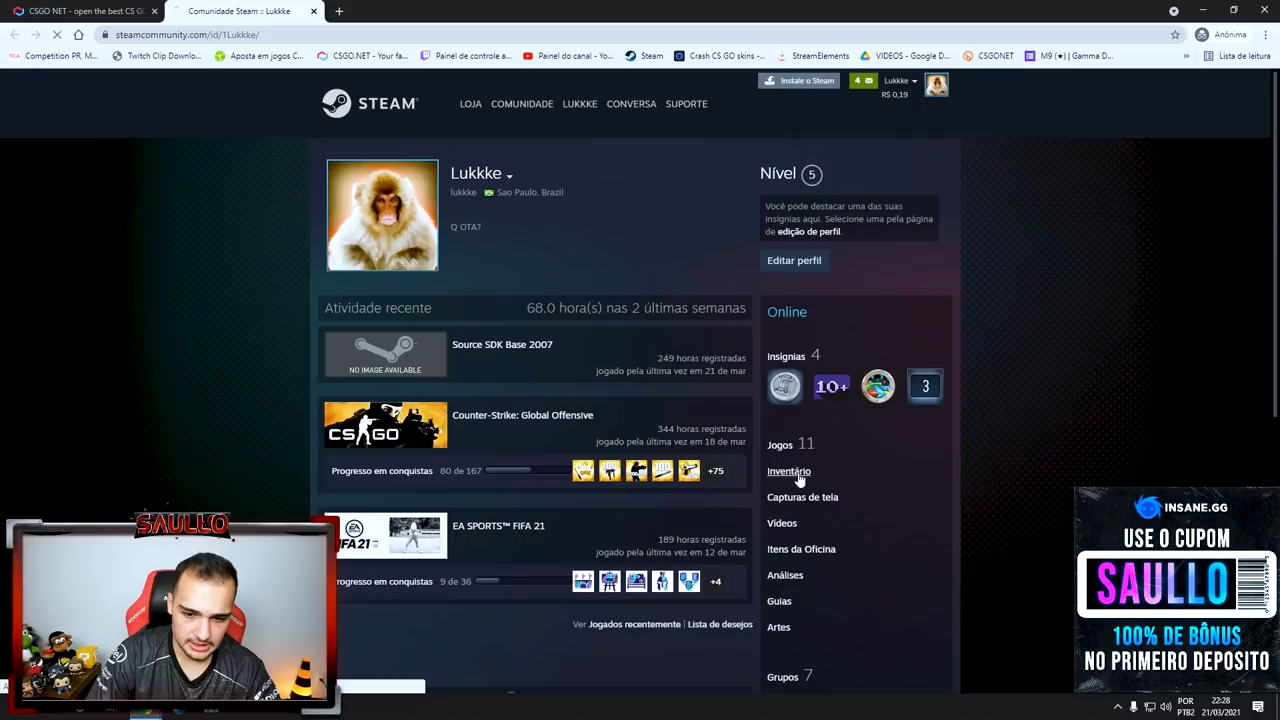 CSGO NET - open the best CS G
Comunidade Steam :: Lukkke
steamcommunity.com/id/1Lukkke/
Anônima
Competition PR, M...
Twitch Clip Downlo...
Aposta em jogos C...
CSGO.NET - Your fa...
Painel de controle a...
Painel do canal - Yo...
Steam
Crash CS GO skins -...
StreamElements
VIDEOS - Google D...
CSGONET
M9 (★) | Gamma D...
»
Lista de leitura
Instale o Steam
4
Lukkke
R$ 0,19
STEAM®
LOJA
COMUNIDADE
LUKKKE
CONVERSA
SUPORTE
Lukkke
lukkke
Sao Paulo, Brazil
Q OTA?
Nível 5
Você pode destacar uma das suas
insígnias aqui. Selecione uma pela página
de edição de perfil.
Editar perfil
Atividade recente
68.0 hora(s) nas 2 últimas semanas
NO IMAGE AVAILABLE
Source SDK Base 2007
249 horas registradas
jogado pela última vez em 21 de mar
CS GO
Counter-Strike: Global Offensive
344 horas registradas
jogado pela última vez em 18 de mar
Progresso em conquistas
80 de 167
+75
FIFA 21
EA SPORTS™ FIFA 21
189 horas registradas
jogado pela última vez em 12 de mar
rogresso em conquistas
9 de 36
+4
Ver Jogados recentemente | Lista de desejos
Online
Insígnias 4
10+
3
Jogos 11
Inventário
Capturas de tela
Vídeos
Itens da Oficina
Análises
Guias
Artes
Grupos 7
SAULLO
INSANE.GG
USE O CUPOM
SAULLO
100% DE BÔNUS
NO PRIMEIRO DEPOSITO
POR
PTB2
22:28
21/03/2021